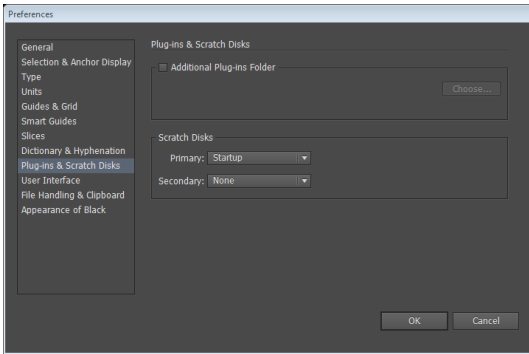 Preferences
General
Selection & Anchor Display
Type
Units
Guides & Grid
Smart Guides
Slices
Dictionary & Hyphenation
Plug-ins & Scratch Disks
User Interface
File Handling & Clipboard
Appearance of Black
Plug-ins & Scratch Disks
Additional Plug-ins Folder
Choose...
Scratch Disks
Primary: Startup
Secondary: None
OK
Cancel